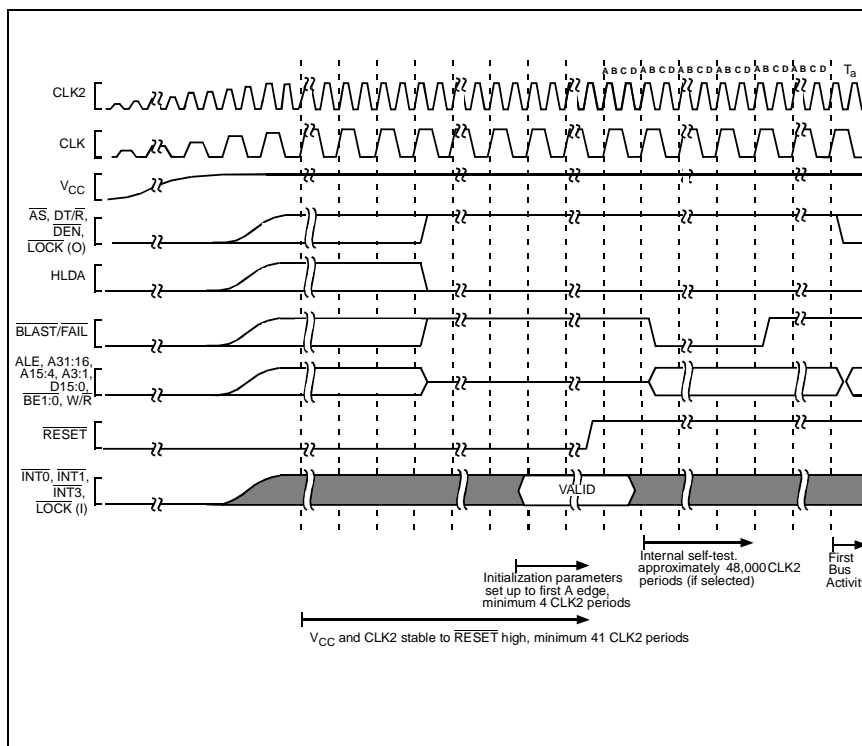 A B C D A B C D A B C D A B C D A B C D A B C D Ta
CLK2
CLK
VCC
AS, DT/R,
DEN,
LOCK (O)
HLDA
BLAST/FAIL
ALE, A31:16,
A15:4, A3:1,
D15:0,
BE1:0, W/R
RESET
INT0, INT1,
INT3,
LOCK (I)
VALID
Initialization parameters
set up to first A edge,
minimum 4 CLK2 periods
Internal self-test.
approximately 48,000 CLK2
periods (if selected)
First
Bus
Activity
VCC and CLK2 stable to RESET high, minimum 41 CLK2 periods